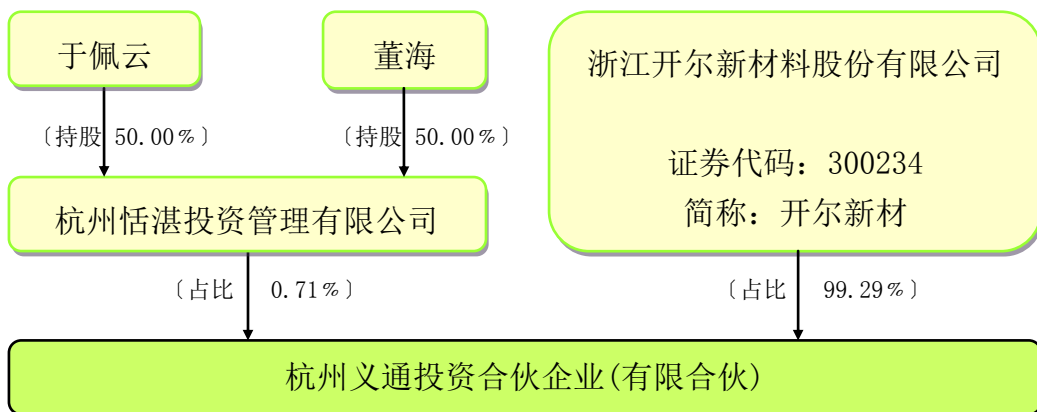 于佩云
董海
浙江开尔新材料股份有限公司
证券代码：300234
简称：开尔新材
〔持股 50.00%〕
〔持股 50.00%〕
杭州恬湛投资管理有限公司
〔占比 0.71%〕
〔占比 99.29%〕
杭州义通投资合伙企业(有限合伙)